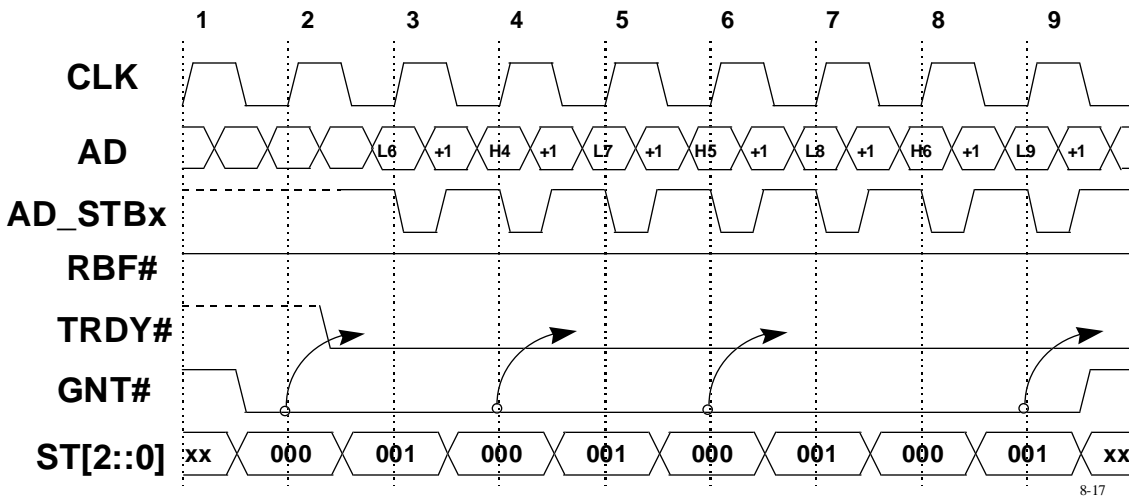 1 2 3 4 5 6 7 8 9
CLK
AD L6 +1 H4 +1 L7 +1 H5 +1 L8 +1 H6 +1 L9 +1
AD_STBx
RBF#
TRDY#
GNT#
ST[2::0] xx 000 001 000 001 000 001 000 001 xx
8-17